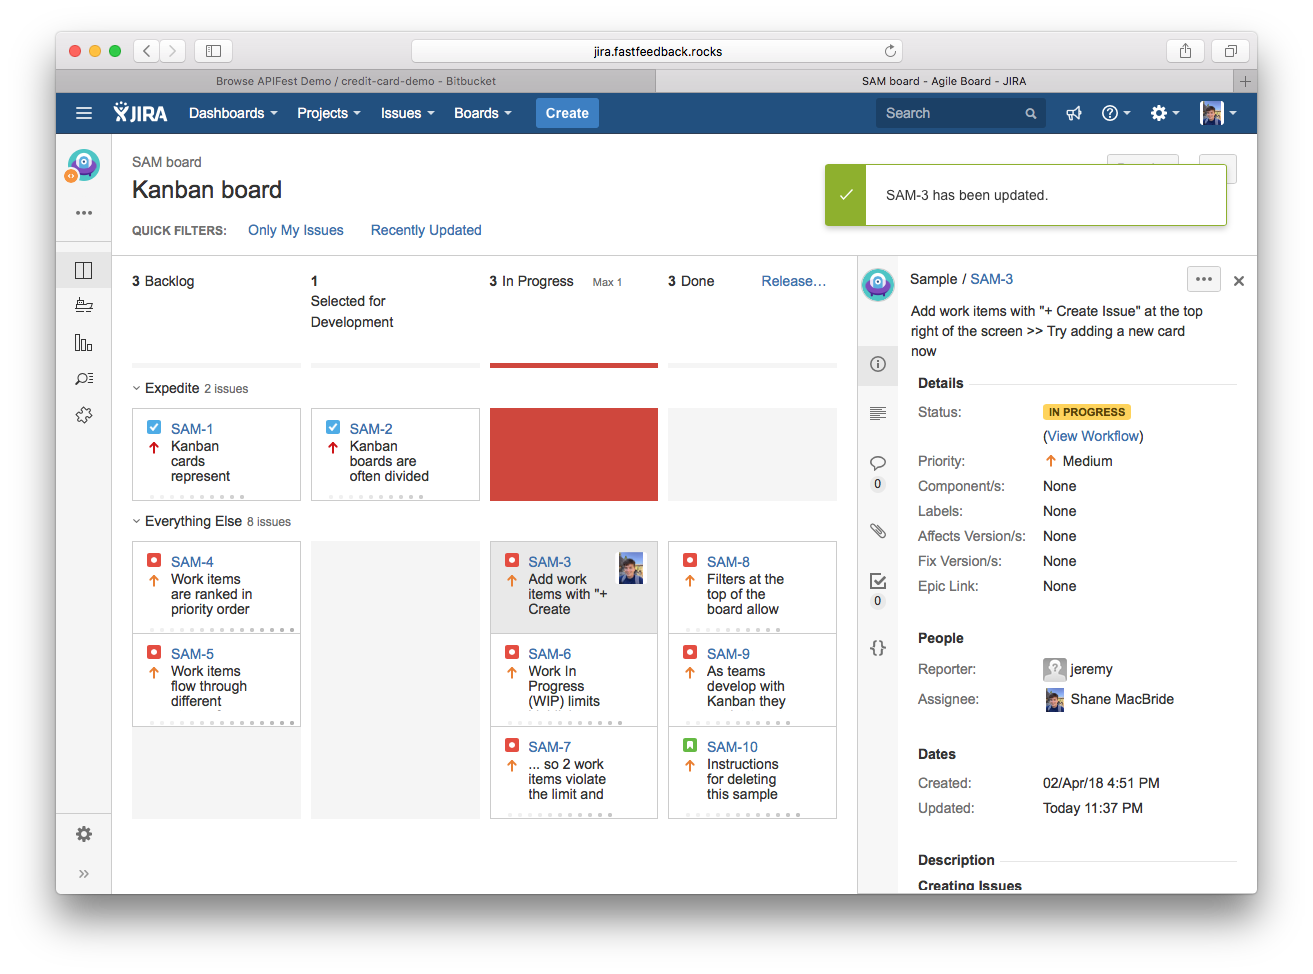 jira.fastfeedback.rocks
Browse APIFest Demo / credit-card-demo - Bitbucket
SAM board - Agile Board - JIRA
JIRA
Dashboards
Projects
Issues
Boards
Create
Search
SAM board
Kanban board
SAM-3 has been updated.
QUICK FILTERS:
Only My Issues
Recently Updated
3 Backlog
1
Selected for
Development
3 In Progress
Max 1
3 Done
Release...
Expedite 2 issues
SAM-1
Kanban
cards
represent
SAM-2
Kanban
boards are
often divided
Everything Else 8 issues
SAM-4
Work items
are ranked in
priority order
SAM-5
Work items
flow through
different
SAM-3
Add work
items with "+
Create
SAM-6
Work In
Progress
(WIP) limits
SAM-7
... so 2 work
items violate
the limit and
SAM-8
Filters at the
top of the
board allow
SAM-9
As teams
develop with
Kanban they
SAM-10
Instructions
for deleting
this sample
0
0
Sample / SAM-3
Add work items with "+ Create Issue" at the top
right of the screen >> Try adding a new card
now
Details
Status:
IN PROGRESS
(View Workflow)
Priority:
Medium
Component/s:
None
Labels:
None
Affects Version/s:
None
Fix Version/s:
None
Epic Link:
None
People
Reporter:
jeremy
Assignee:
Shane MacBride
Dates
Created:
02/Apr/18 4:51 PM
Updated:
Today 11:37 PM
Description
Creating Issues